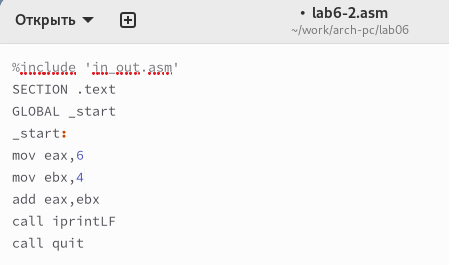 Открыть
• lab6-2.asm
~/work/arch-pc/lab06
%include 'in_out.asm'
SECTION .text
GLOBAL _start
_start:
mov eax,6
mov ebx,4
add eax,ebx
call iprintLF
call quit